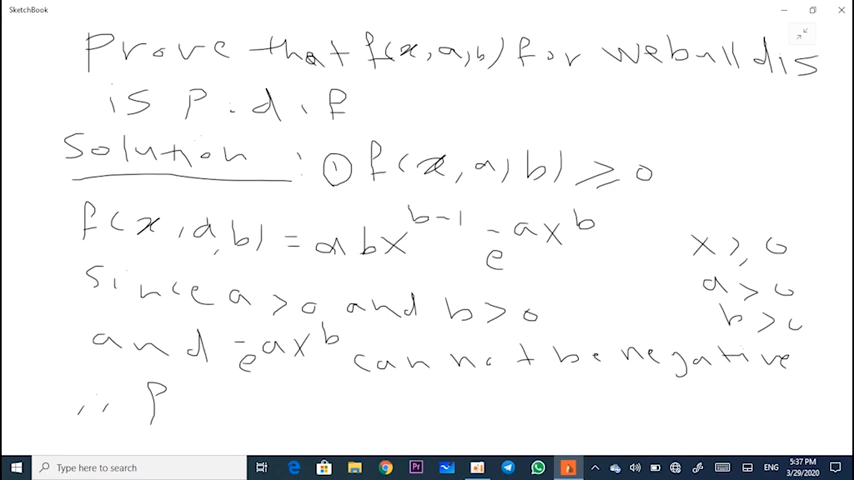 SketchBook
Prove that f(x,a,b) for Webull dis
is P.d.f
Solution : ① f(x,a,b) ≥ 0
f(x,a,b) = abx^{b-1} e^{-ax^b}
x ≥ 0
a > 0
b > 0
since a > 0 and b > 0
and e^{-ax^b} can not be negative
∴ f
Type here to search
ENG
5:37 PM
3/29/2020